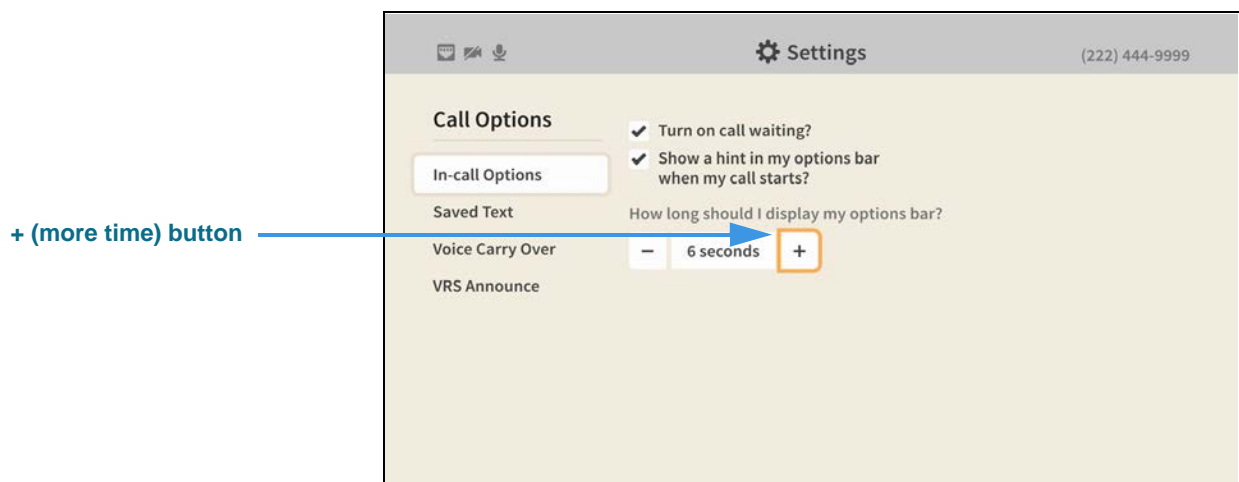 Settings
(222) 444-9999
Call Options
In-call Options
Saved Text
Voice Carry Over
VRS Announce
Turn on call waiting?
Show a hint in my options bar
when my call starts?
How long should I display my options bar?
− 6 seconds +
+ (more time) button